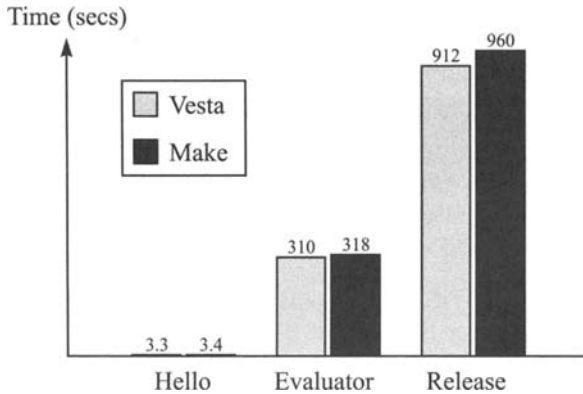 Time (secs)
Vesta
Make
3.3
3.4
310
318
912
960
Hello
Evaluator
Release